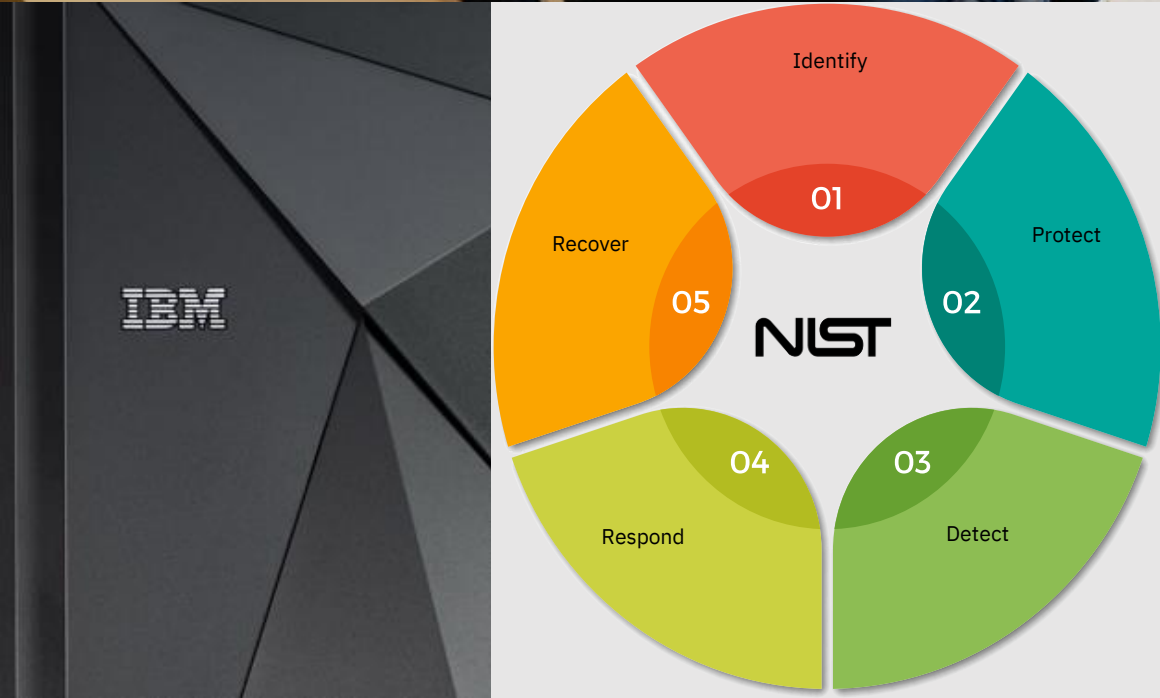 IBM
Identify
01
Protect
02
Detect
03
Respond
04
Recover
05
NIST